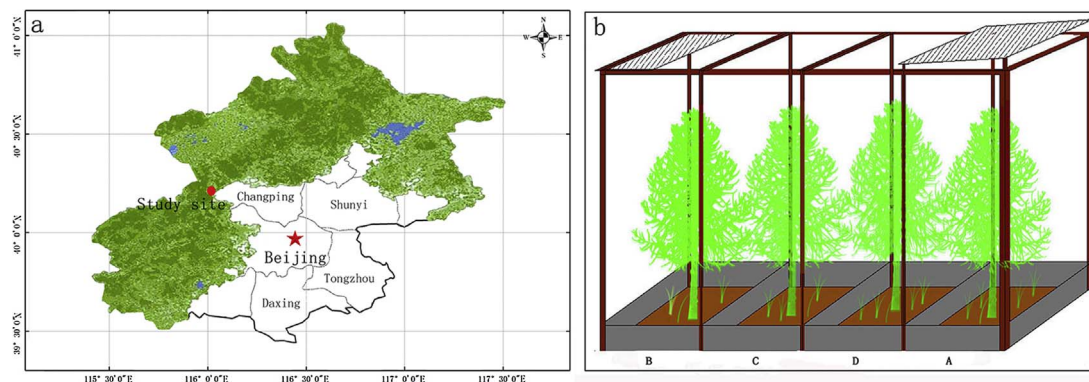 a
N
W E
S
41° 0'0"N
40° 30'0"N
40° 0'0"N
39° 30'0"N
Changping
Study site
Shunyi
Beijing
Tongzhou
Daxing
115° 30'0"E 116° 0'0"E 116° 30'0"E 117° 0'0"E 117° 30'0"E
b
B C D A